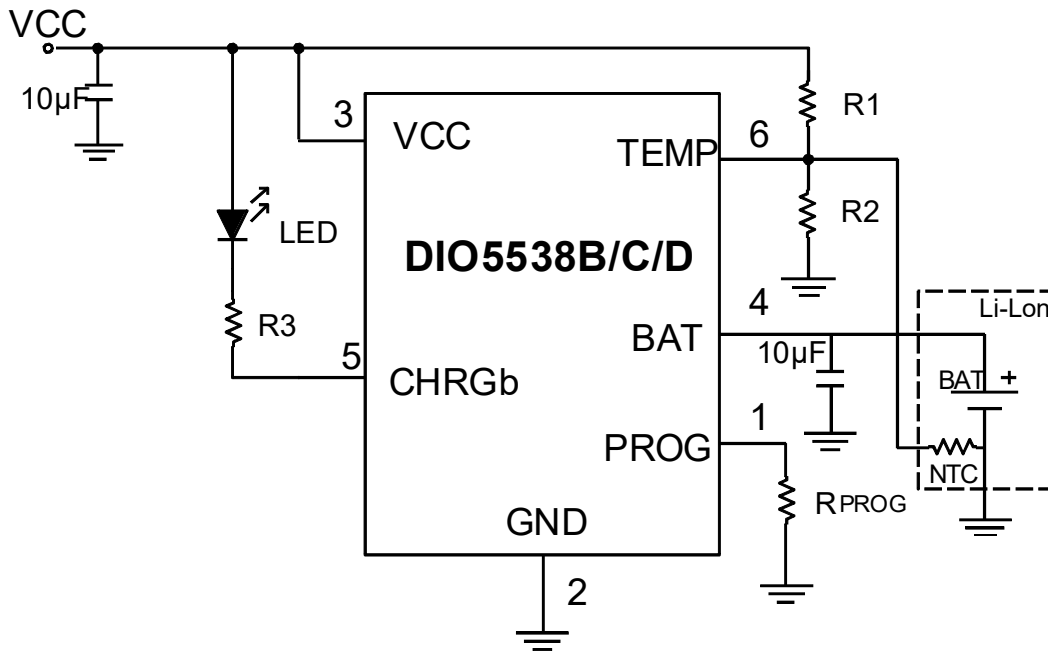 VCC
10µF
3
VCC
TEMP
6
R1
R2
LED
DIO5538B/C/D
R3
5
CHRGb
BAT
4
10µF
Li-Lon
BAT +
PROG
1
NTC
RPROG
GND
2